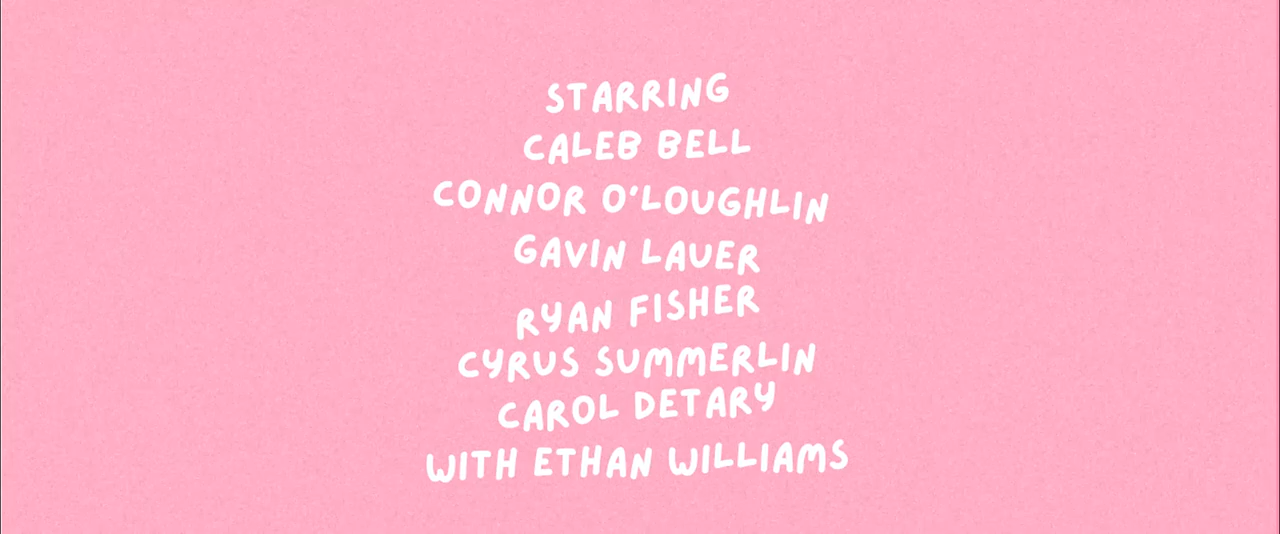 STARRING
CALEB BELL
CONNOR O'LOUGHLIN
GAVIN LAUER
RYAN FISHER
CYRUS SUMMERLIN
CAROL DETARY
WITH ETHAN WILLIAMS